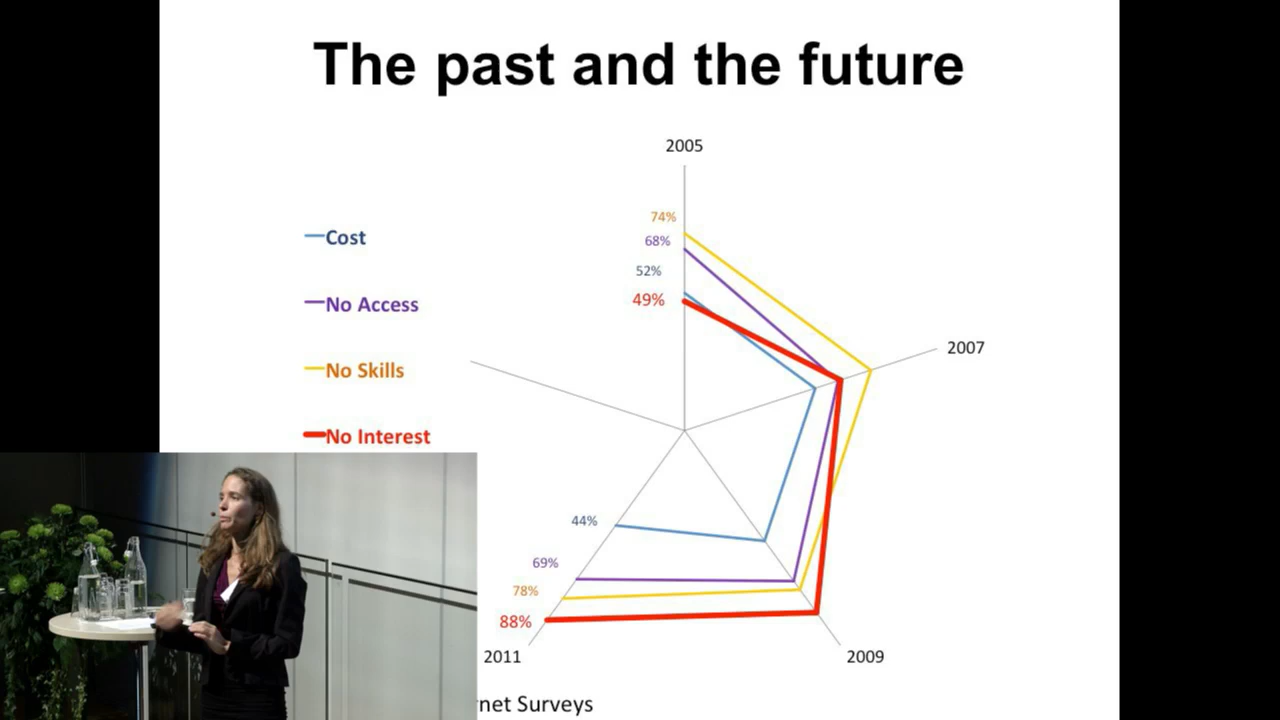 The past and the future
2005
74%
68%
52%
49%
Cost
No Access
No Skills
No Interest
2007
44%
69%
78%
88%
2011
2009
Surveys